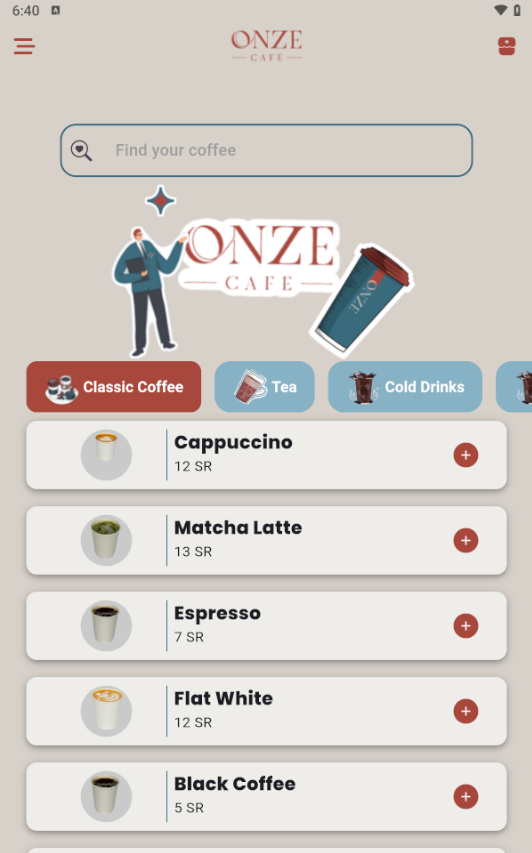 6:40
ONZE
CAFE
Find your coffee
ONZE
CAFE
ONZE
Classic Coffee
Tea
Cold Drinks
Cappuccino
12 SR
Matcha Latte
13 SR
Espresso
7 SR
Flat White
12 SR
Black Coffee
5 SR